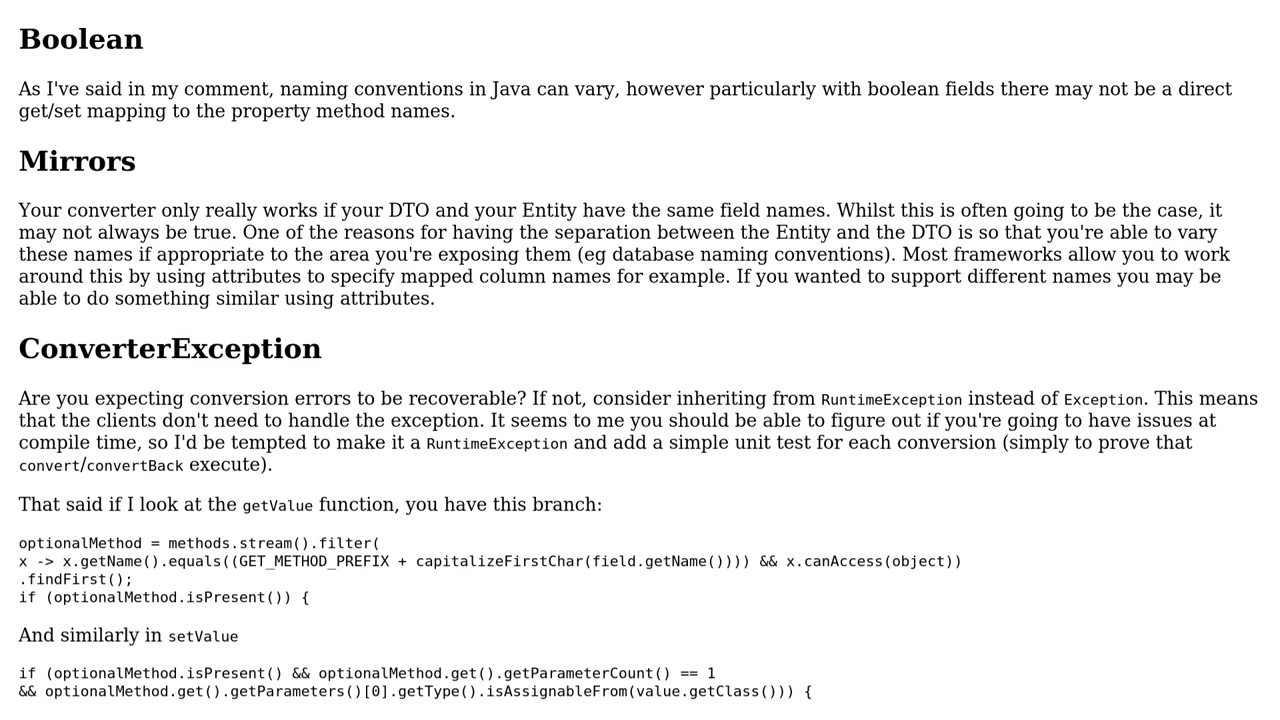 Boolean
As I've said in my comment, naming conventions in Java can vary, however particularly with boolean fields there may not be a direct
get/set mapping to the property method names.
Mirrors
Your converter only really works if your DTO and your Entity have the same field names. Whilst this is often going to be the case, it
may not always be true. One of the reasons for having the separation between the Entity and the DTO is so that you're able to vary
these names if appropriate to the area you're exposing them (eg database naming conventions). Most frameworks allow you to work
around this by using attributes to specify mapped column names for example. If you wanted to support different names you may be
able to do something similar using attributes.
ConverterException
Are you expecting conversion errors to be recoverable? If not, consider inheriting from RuntimeException instead of Exception. This means
that the clients don't need to handle the exception. It seems to me you should be able to figure out if you're going to have issues at
compile time, so I'd be tempted to make it a RuntimeException and add a simple unit test for each conversion (simply to prove that
convert/convertBack execute).
That said if I look at the getValue function, you have this branch:
optionalMethod = methods.stream().filter(
x -> x.getName().equals((GET_METHOD_PREFIX + capitalizeFirstChar(field.getName()))) && x.canAccess(object))
.findFirst();
if (optionalMethod.isPresent()) {
And similarly in setValue
if (optionalMethod.isPresent() && optionalMethod.get().getParameterCount() == 1
&& optionalMethod.get().getParameters()[0].getType().isAssignableFrom(value.getClass())) {